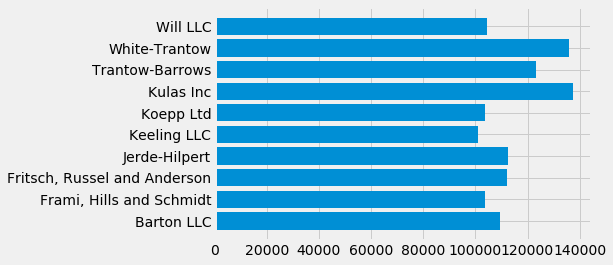 Will LLC
White-Trantow
Trantow-Barrows
Kulas Inc
Koepp Ltd
Keeling LLC
Jerde-Hilpert
Fritsch, Russel and Anderson
Frami, Hills and Schmidt
Barton LLC
0 20000 40000 60000 80000 100000 120000 140000